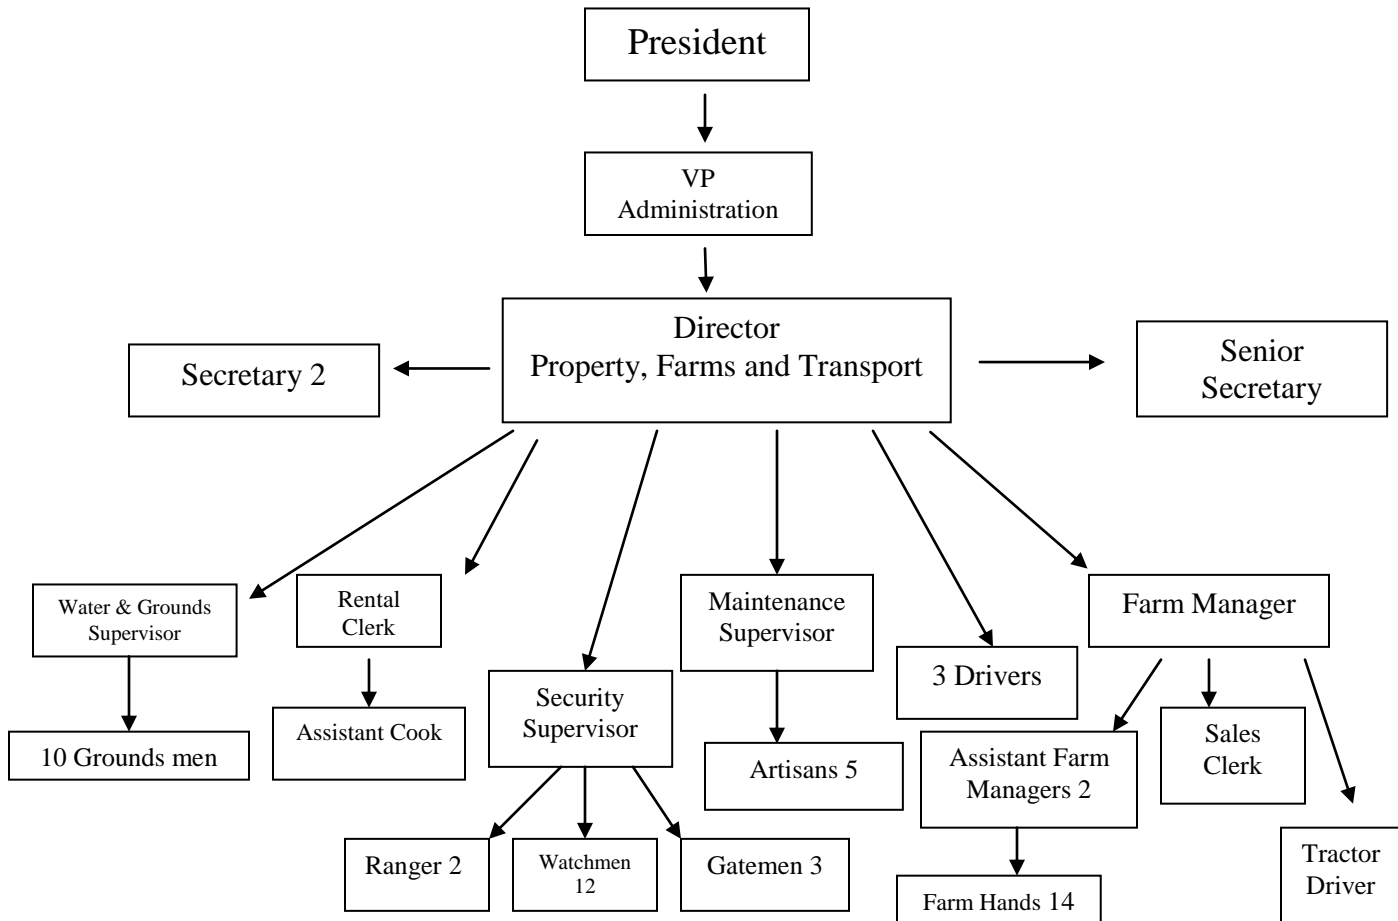 President
VP
Administration
Director
Property, Farms and Transport
Secretary 2
Senior
Secretary
Water & Grounds
Supervisor
Rental
Clerk
Maintenance
Supervisor
Farm Manager
3 Drivers
Security
Supervisor
10 Grounds men
Assistant Cook
Artisans 5
Assistant Farm
Managers 2
Sales
Clerk
Ranger 2
Watchmen
12
Gatemen 3
Tractor
Driver
Farm Hands 14